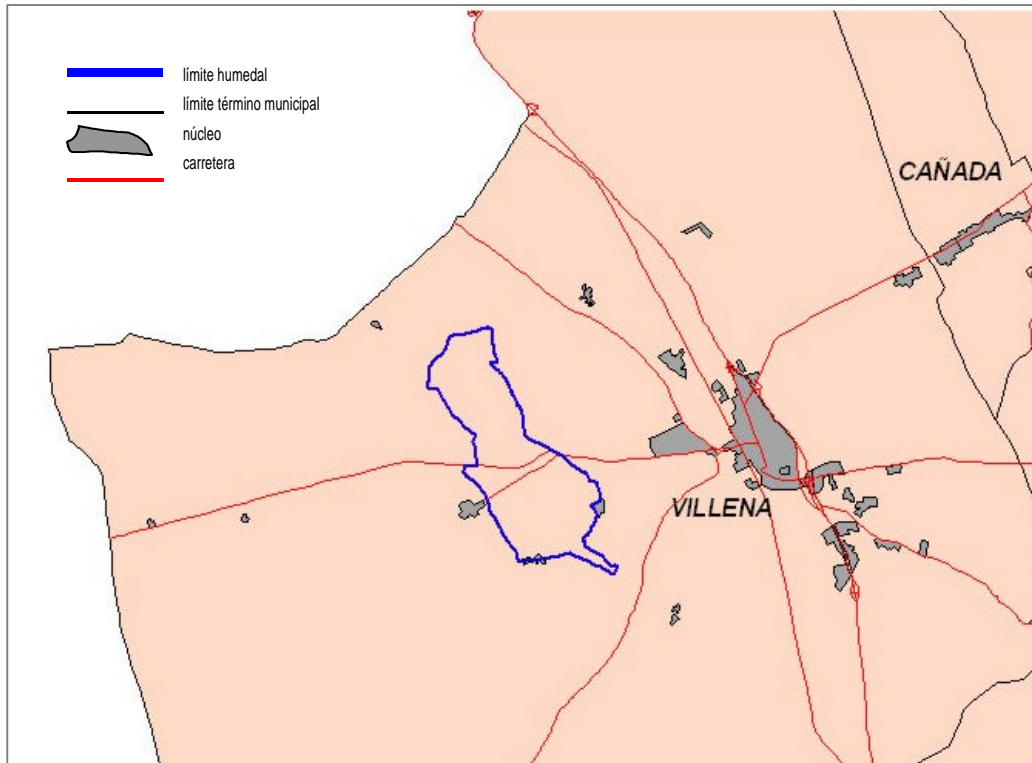 límite humedal
límite término municipal
núcleo
carretera
CAÑADA
VILLENA